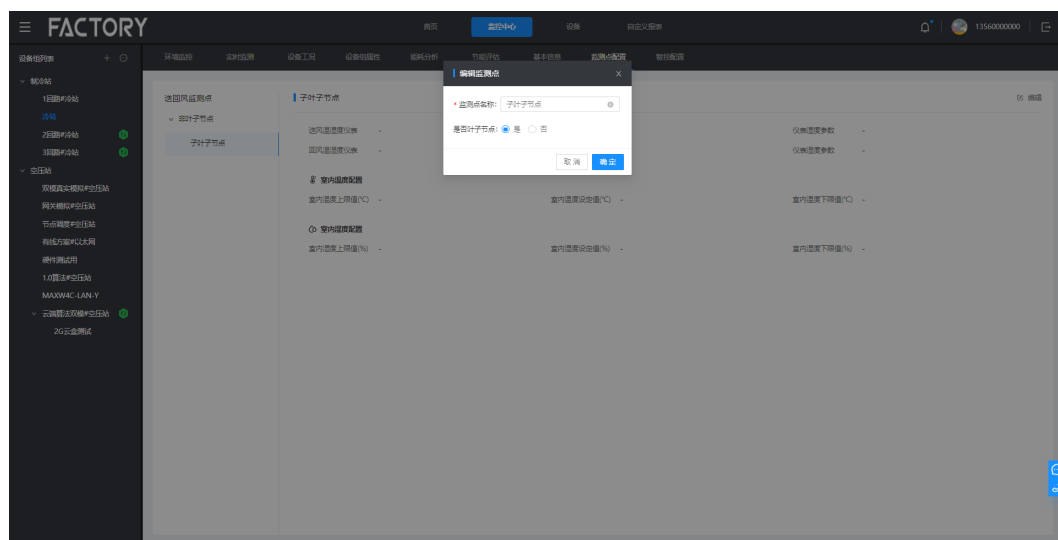 FACTORY
首页 监控中心 设备 自定义报表
13560000000
设备组列表
环境监控 实时监测 设备工况 设备组属性 能耗分析 节能评估 基本信息 监测点配置 智控配置
制冷站
1回路#冷站
冷站
2回路#冷站
3回路#冷站
空压站
双模真实模拟#空压站
网关模拟#空压站
节点调度#空压站
有线方案#以太网
硬件测试用
1.0算法#空压站
MAXW4C-LAN-Y
云端算法双模#空压站
2G云盒测试
送回风监测点
非叶子节点
子叶子节点
子叶子节点
编辑
送风温湿度仪表 -
仪表湿度参数 -
回风温湿度仪表 -
仪表湿度参数 -
室内温度配置
室内温度上限值(℃) - 室内温度设定值(℃) - 室内温度下限值(℃) -
室内湿度配置
室内湿度上限值(%) - 室内湿度设定值(%) - 室内湿度下限值(%) -
编辑监测点
* 监测点名称: 子叶子节点
是否叶子节点: 是 否
取消 确定